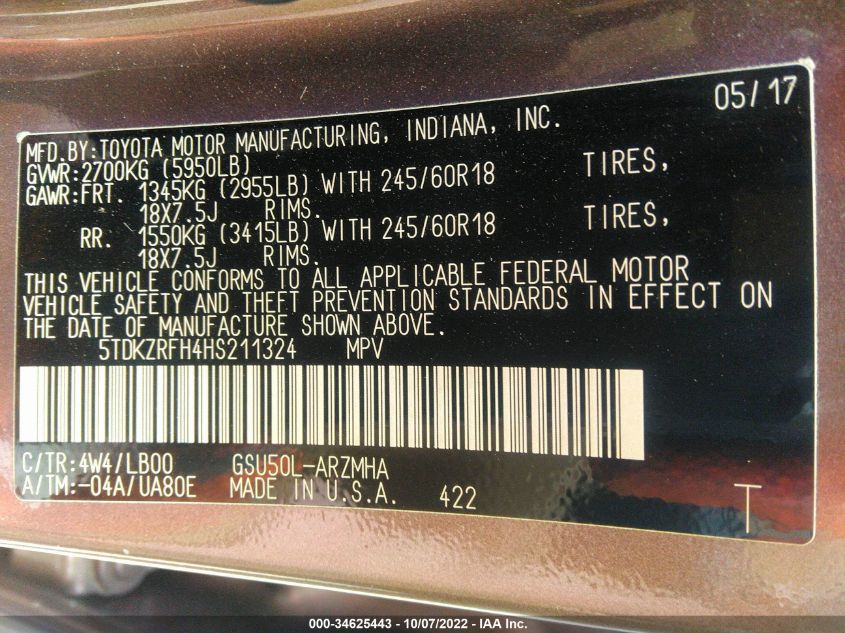 05/17
MFD.BY:TOYOTA MOTOR MANUFACTURING, INDIANA, INC.
GVWR:2700KG (5950LB)
GAWR:FRT. 1345KG (2955LB) WITH 245/60R18 TIRES,
18X7.5J RIMS.
RR. 1550KG (3415LB) WITH 245/60R18 TIRES,
18X7.5J RIMS.
THIS VEHICLE CONFORMS TO ALL APPLICABLE FEDERAL MOTOR
VEHICLE SAFETY AND THEFT PREVENTION STANDARDS IN EFFECT ON
THE DATE OF MANUFACTURE SHOWN ABOVE.
5TDKZRFH4HS211324 MPV
C/TR:4W4/LB00 GSU50L-ARZMHA
A/TM:-04A/UA80E MADE IN U.S.A. 422 T
000-34625443 - 10/07/2022 - IAA Inc.